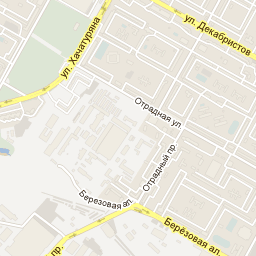 ул. Хачатуряна
ул. Декабристов
Отрадная ул.
Отрадный пр.
Березовая ал.
Берёзовая ал.
пр.